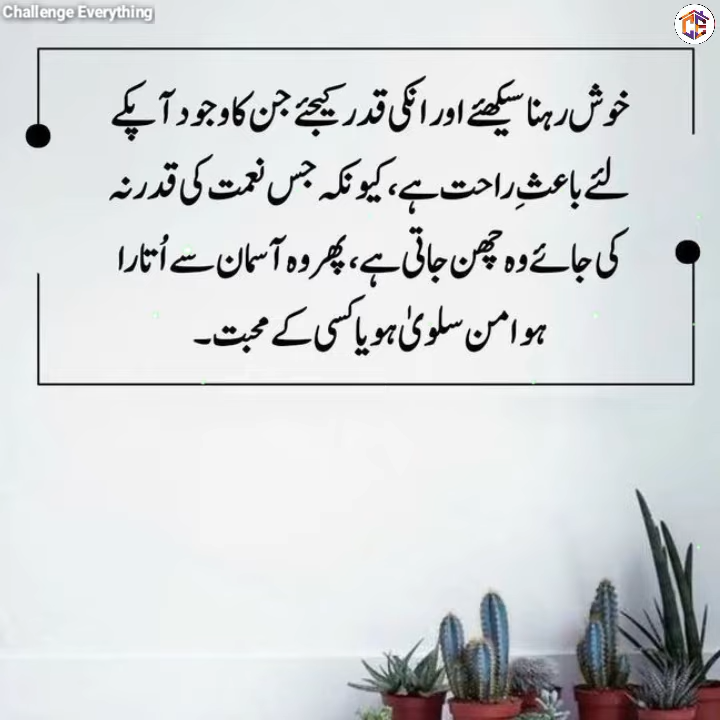 Challenge Everything
خوش رہنا سیکھئے اور انکی قدر کیجئے جن کا وجود آپکے
لئے باعثِ راحت ہے، کیونکہ جس نعمت کی قدر نہ
کی جائے وہ چھن جاتی ہے، پھر وہ آسمان سے اُتارا
ہوا من سلویٰ ہو یا کسی کے محبت۔